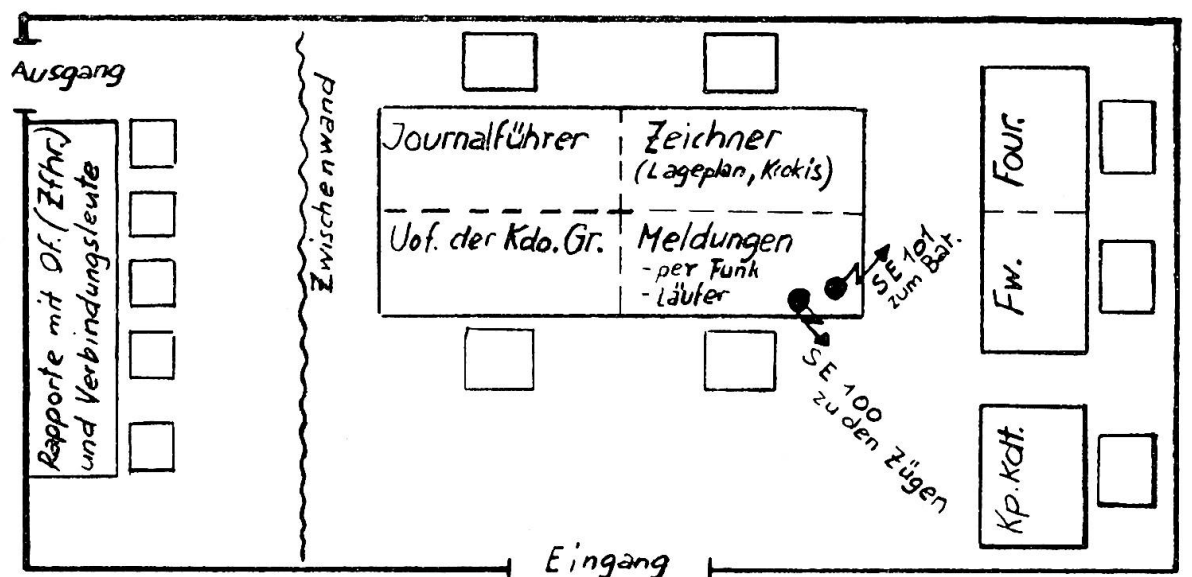 Ausgang
Rapporte mit Of. (Zfhr.)
und Verbindungsleute
Zwischenwand
Journalführer
Zeichner
(Lageplan, Krokis)
Uof. der Kdo. Gr.
Meldungen
- per Funk
- Läufer
SE 101
zum Bat.
SE 100
zu den Zügen
Four.
Fw.
Kp. Kdt.
Eingang